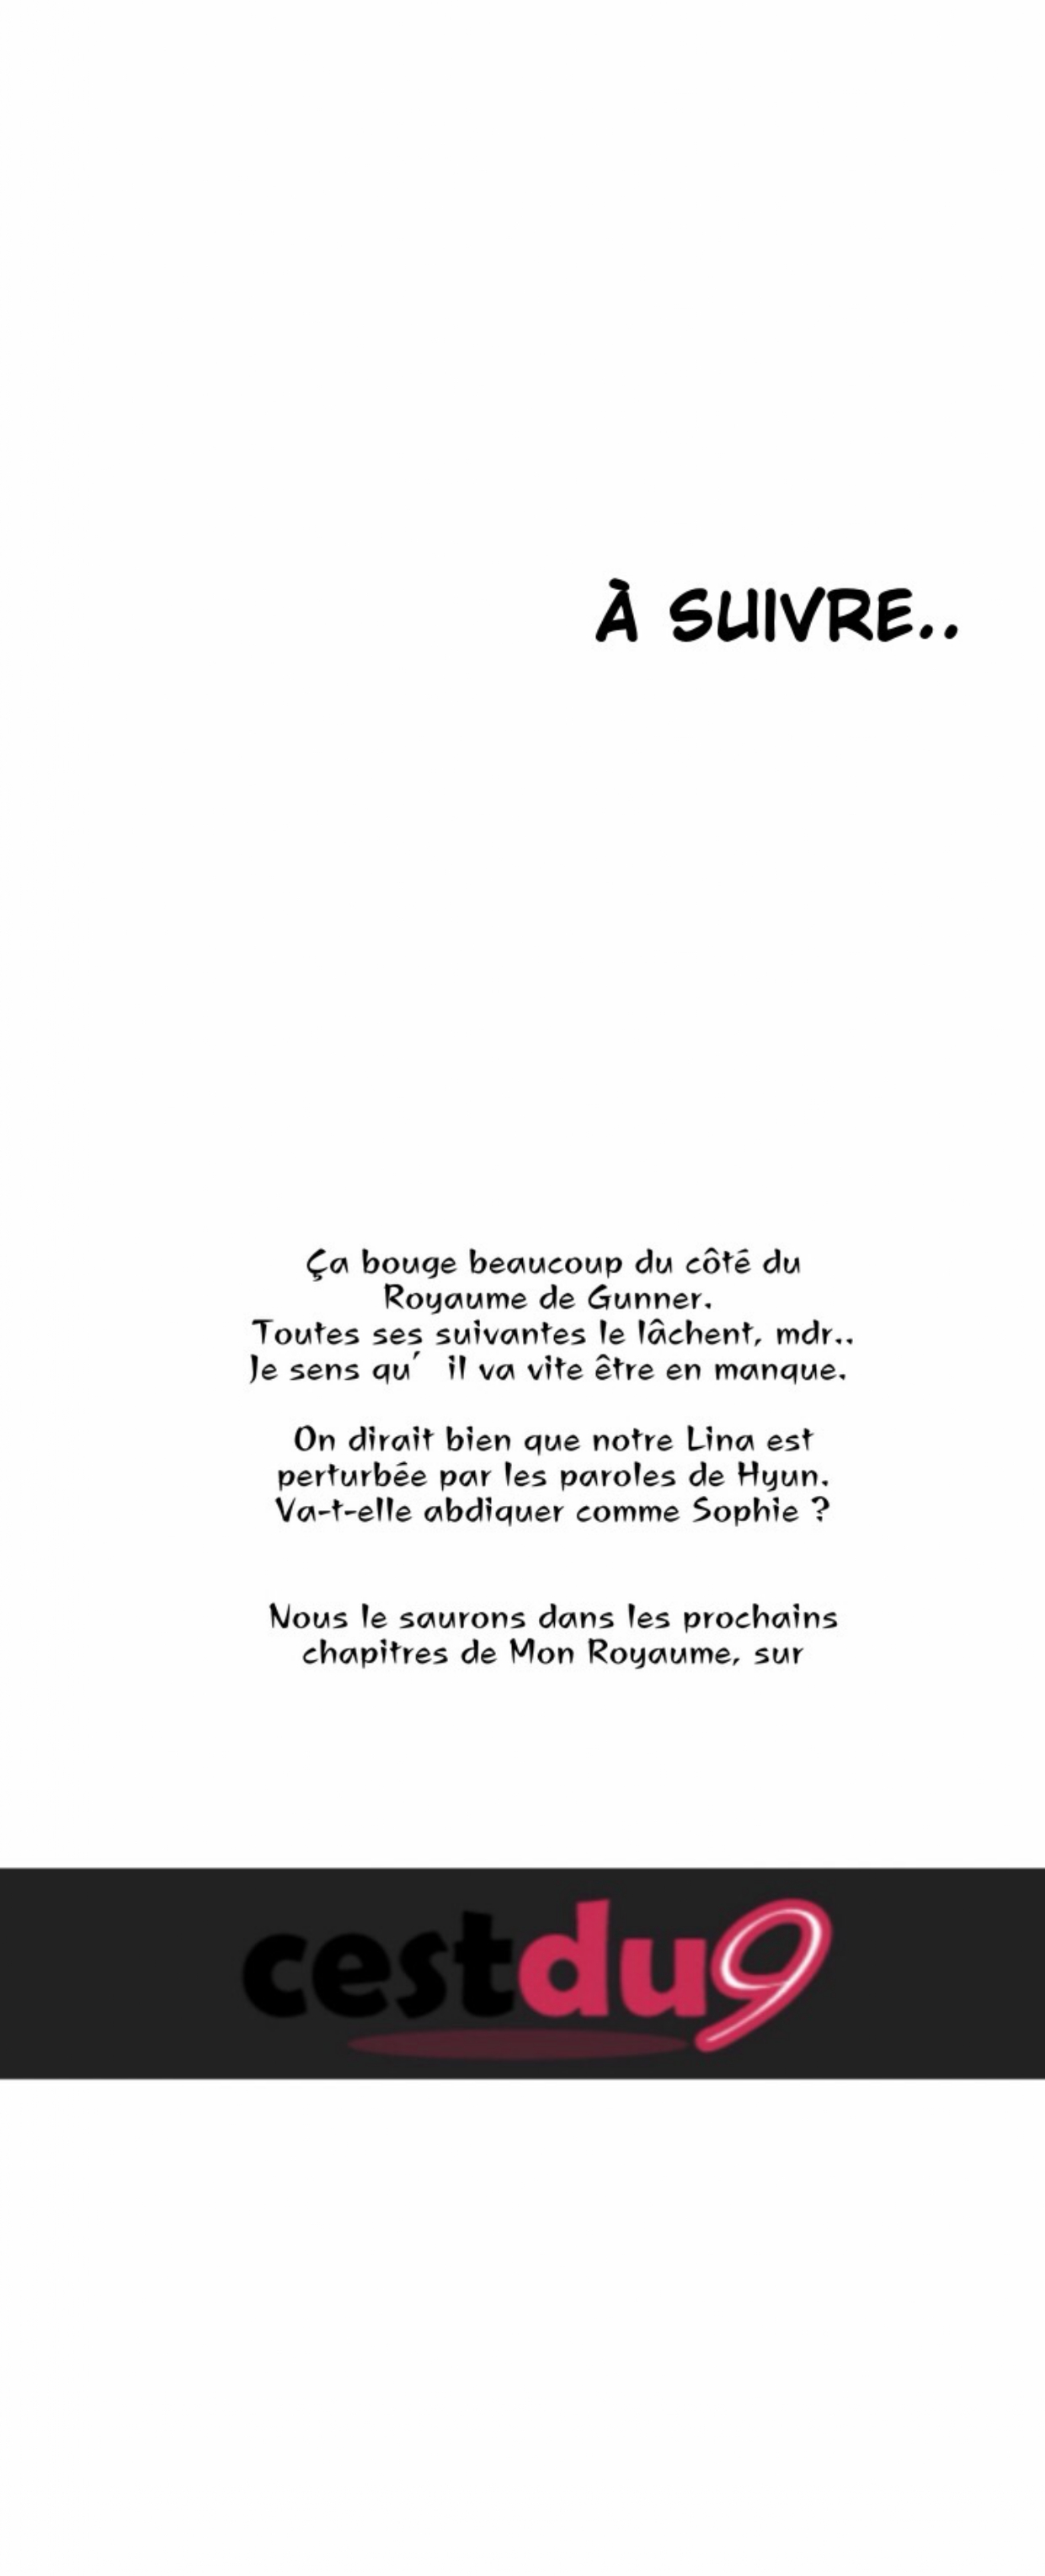 À SUIVRE..
Ça bouge beaucoup du côté du
Royaume de Gunner.
Toutes ses suivantes le lâchent, mdr..
Je sens qu' il va vite être en manque.
On dirait bien que notre Lina est
perturbée par les paroles de Hyun.
Va-t-elle abdiquer comme Sophie ?
Nous le saurons dans les prochains
chapitres de Mon Royaume, sur
cestdu9